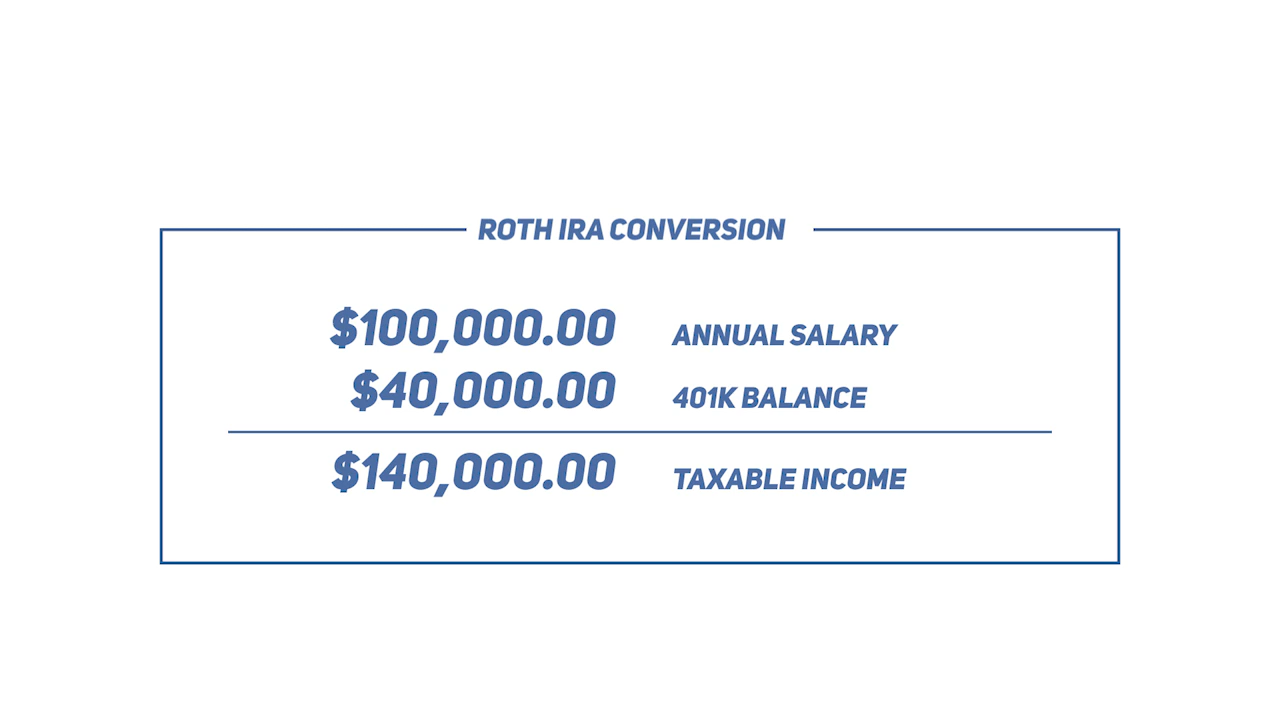 ROTH IRA CONVERSION
$100,000.00 ANNUAL SALARY
$40,000.00 401K BALANCE
$140,000.00 TAXABLE INCOME